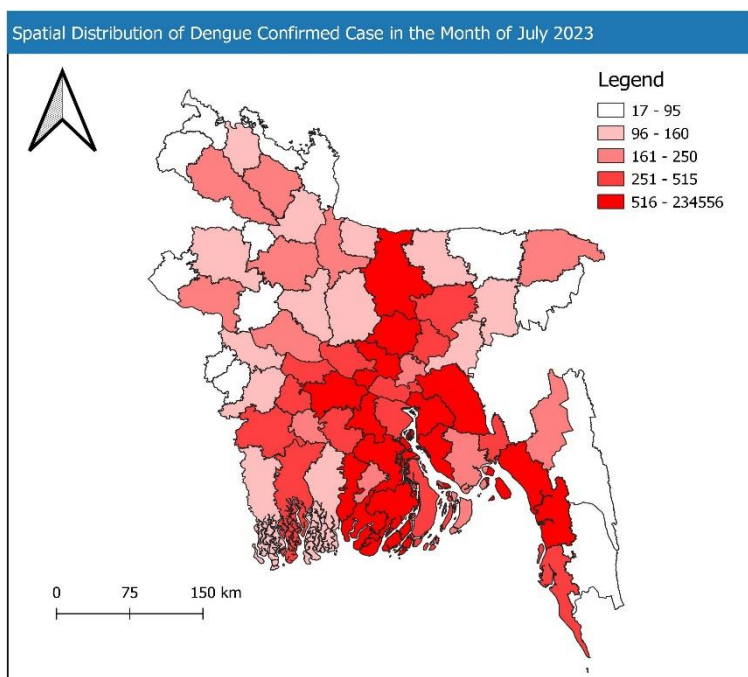 Spatial Distribution of Dengue Confirmed Case in the Month of July 2023
Legend
17 - 95
96 - 160
161 - 250
251 - 515
516 - 234556
0 75 150 km